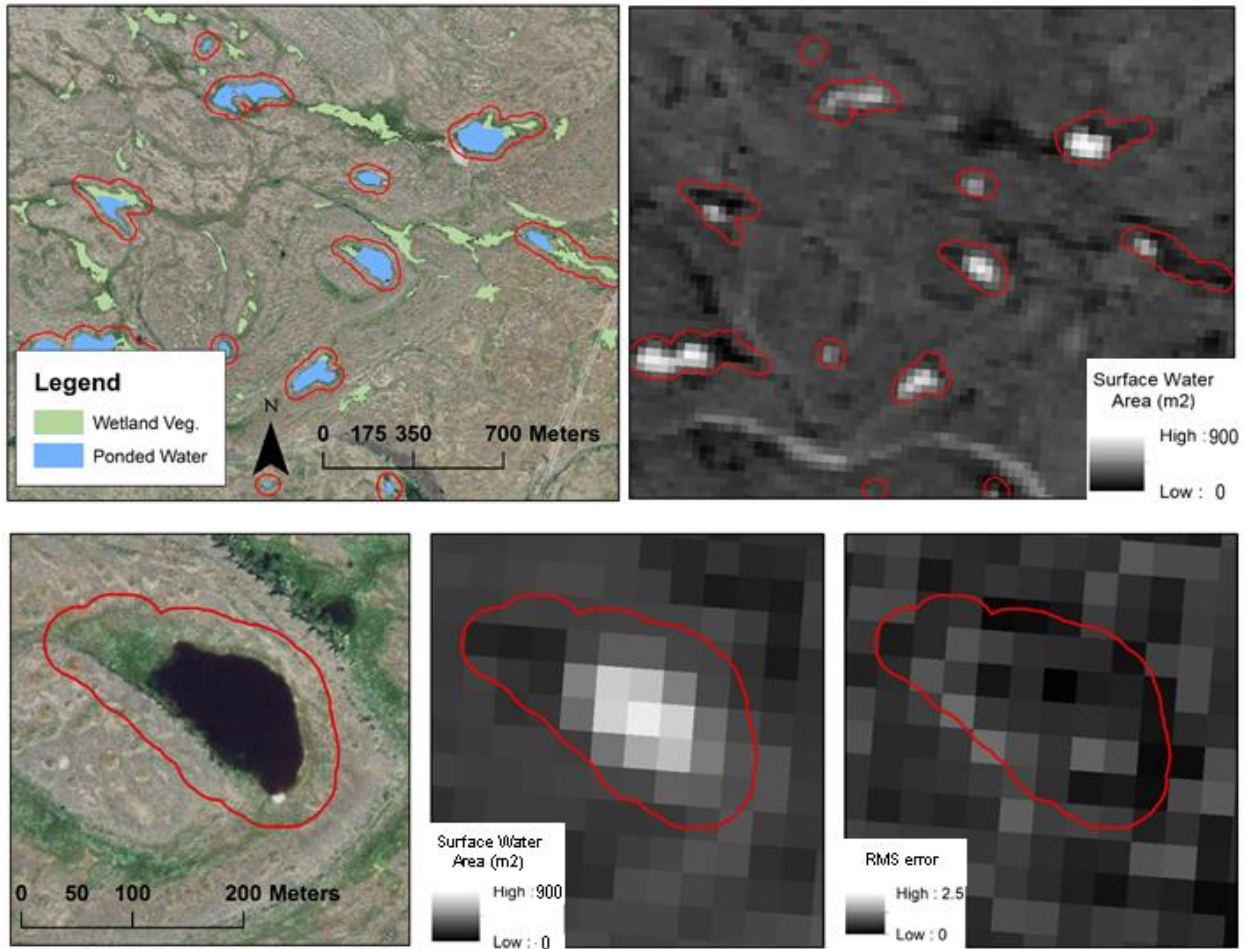 Legend
Wetland Veg.
Ponded Water
N
0 175 350 700 Meters
Surface Water
Area (m2)
High : 900
Low : 0
0 50 100 200 Meters
Surface Water
Area (m2)
High : 900
Low : 0
RMS error
High : 2.5
Low : 0